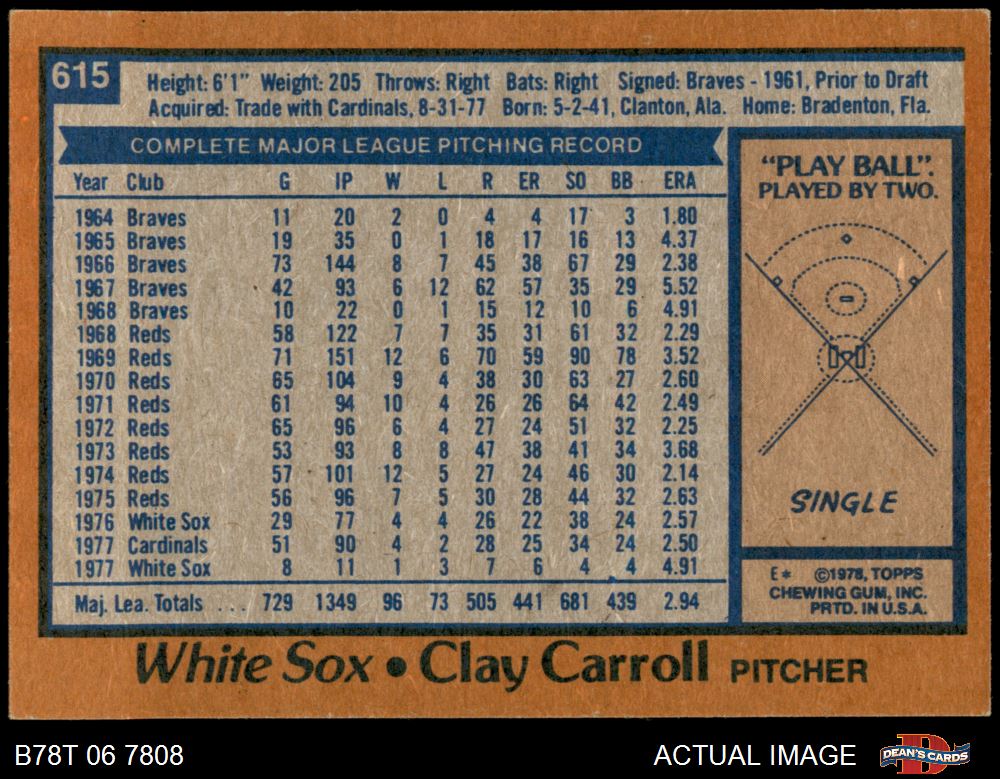 615
Height: 6'1" Weight: 205 Throws: Right Bats: Right Signed: Braves - 1961, Prior to Draft
Acquired: Trade with Cardinals, 8-31-77 Born: 5-2-41, Clanton, Ala. Home: Bradenton, Fla.
COMPLETE MAJOR LEAGUE PITCHING RECORD
Year Club G IP W L R ER SO BB ERA
1964 Braves 11 20 2 0 4 4 17 3 1.80
1965 Braves 19 35 0 1 18 17 16 13 4.37
1966 Braves 73 144 8 7 45 38 67 29 2.38
1967 Braves 42 93 6 12 62 57 35 29 5.52
1968 Braves 10 22 0 1 15 12 10 6 4.91
1968 Reds 58 122 7 7 35 31 61 32 2.29
1969 Reds 71 151 12 6 70 59 90 78 3.52
1970 Reds 65 104 9 4 38 30 63 27 2.60
1971 Reds 61 94 10 4 26 26 64 42 2.49
1972 Reds 65 96 6 4 27 24 51 32 2.25
1973 Reds 53 93 8 8 47 38 41 34 3.68
1974 Reds 57 101 12 5 27 24 46 30 2.14
1975 Reds 56 96 7 5 30 28 44 32 2.63
1976 White Sox 29 77 4 4 26 22 38 24 2.57
1977 Cardinals 51 90 4 2 28 25 34 24 2.50
1977 White Sox 8 11 1 3 7 6 4 4 4.91
Maj. Lea. Totals ... 729 1349 96 73 505 441 681 439 2.94
"PLAY BALL".
PLAYED BY TWO.
SINGLE
E* ©1978, TOPPS
CHEWING GUM, INC.
PRTD. IN U.S.A.
White Sox • Clay Carroll PITCHER
B78T 06 7808
ACTUAL IMAGE
DEAN'S CARDS